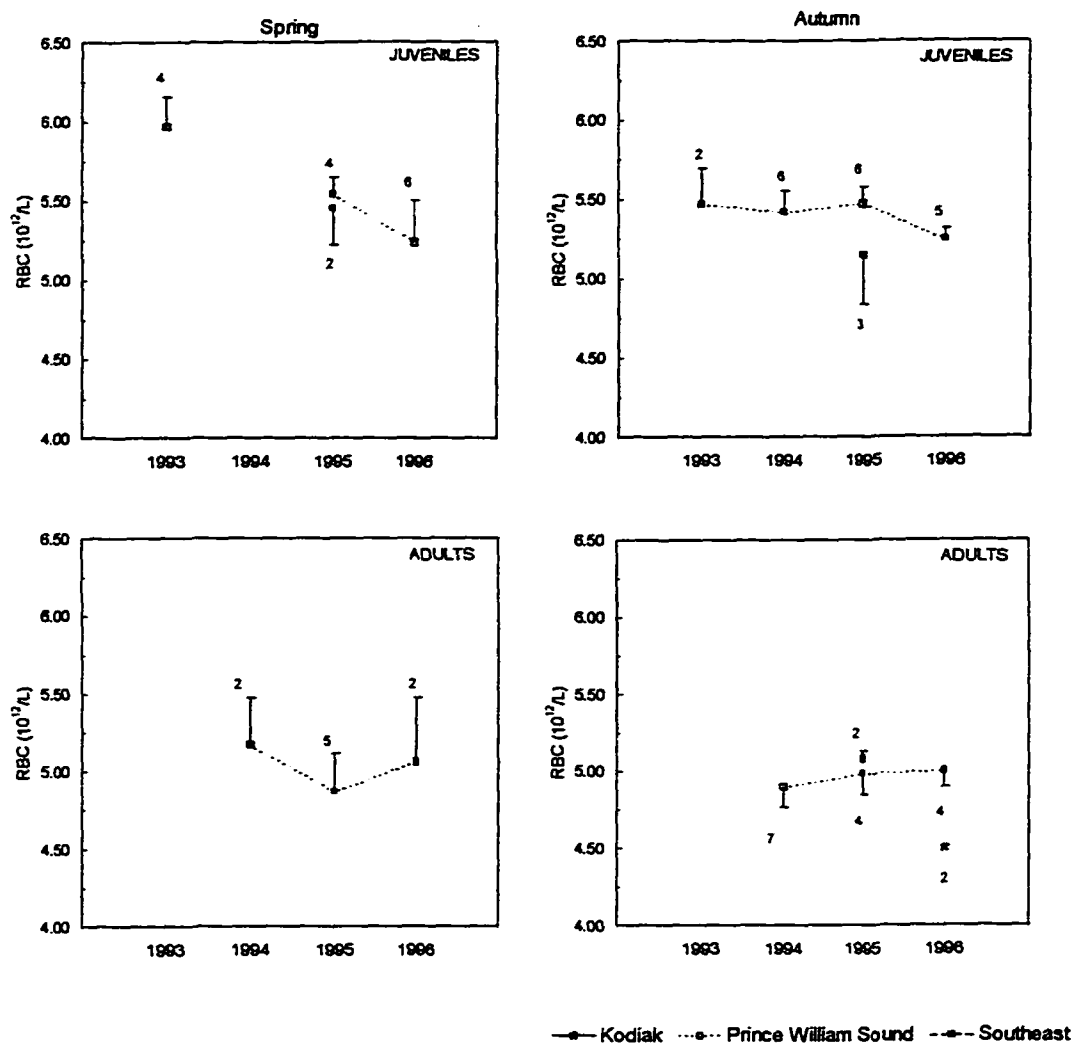 Spring
JUVENILES
RBC (10¹²/L)
6.50
6.00
5.50
5.00
4.50
4.00
4
4
2
6
1993 1994 1995 1996
Autumn
JUVENILES
RBC (10¹²/L)
6.50
6.00
5.50
5.00
4.50
4.00
2
6
6
3
5
1993 1994 1995 1996
ADULTS
RBC (10¹²/L)
6.50
6.00
5.50
5.00
4.50
4.00
2
5
2
1993 1994 1995 1996
ADULTS
RBC (10¹²/L)
6.50
6.00
5.50
5.00
4.50
4.00
7
2
4
4
2
1993 1994 1995 1996
Kodiak Prince William Sound Southeast